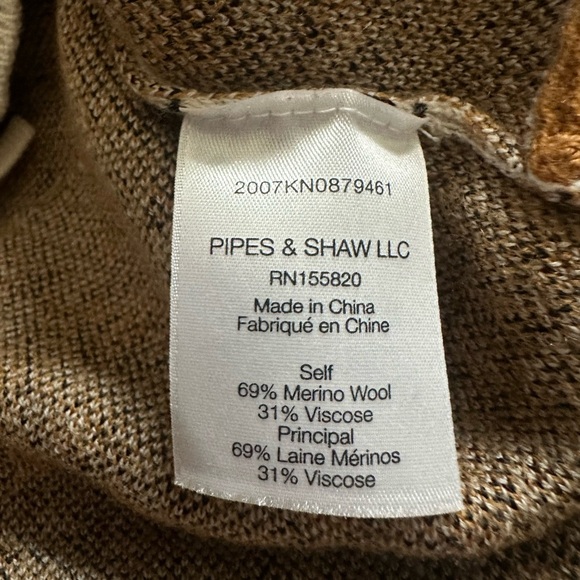 2007KN0879461
PIPES & SHAW LLC
RN155820
Made in China
Fabriqué en Chine
Self
69% Merino Wool
31% Viscose
Principal
69% Laine Mérinos
31% Viscose